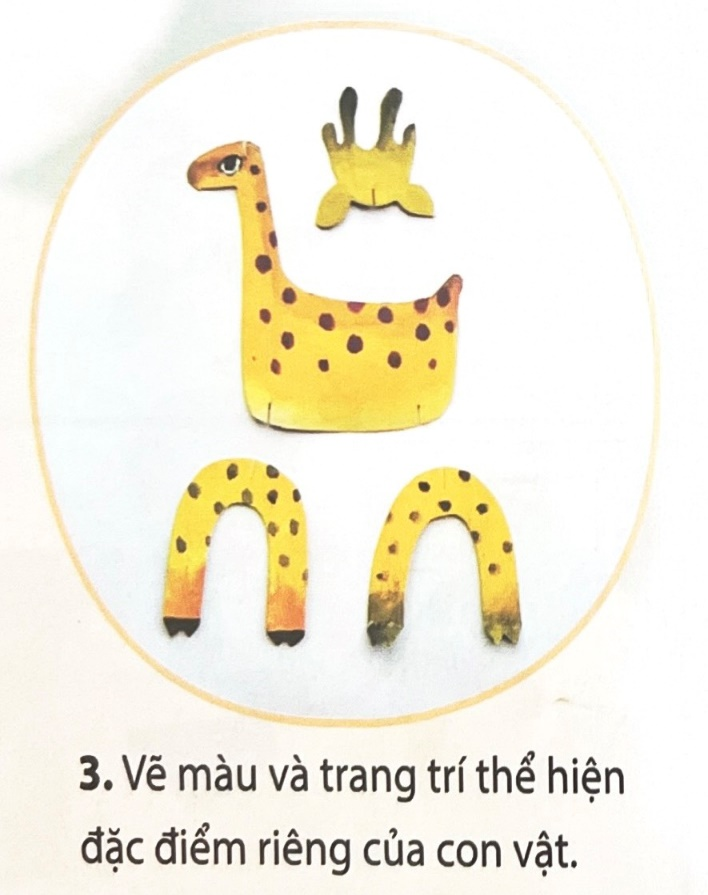 3. Vẽ màu và trang trí thể hiện
đặc điểm riêng của con vật.